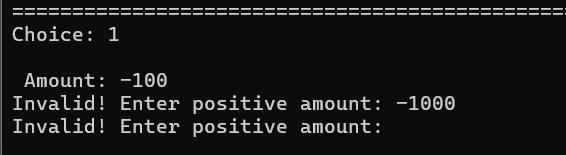 ===============================================
Choice: 1
 Amount: -100
Invalid! Enter positive amount: -1000
Invalid! Enter positive amount: